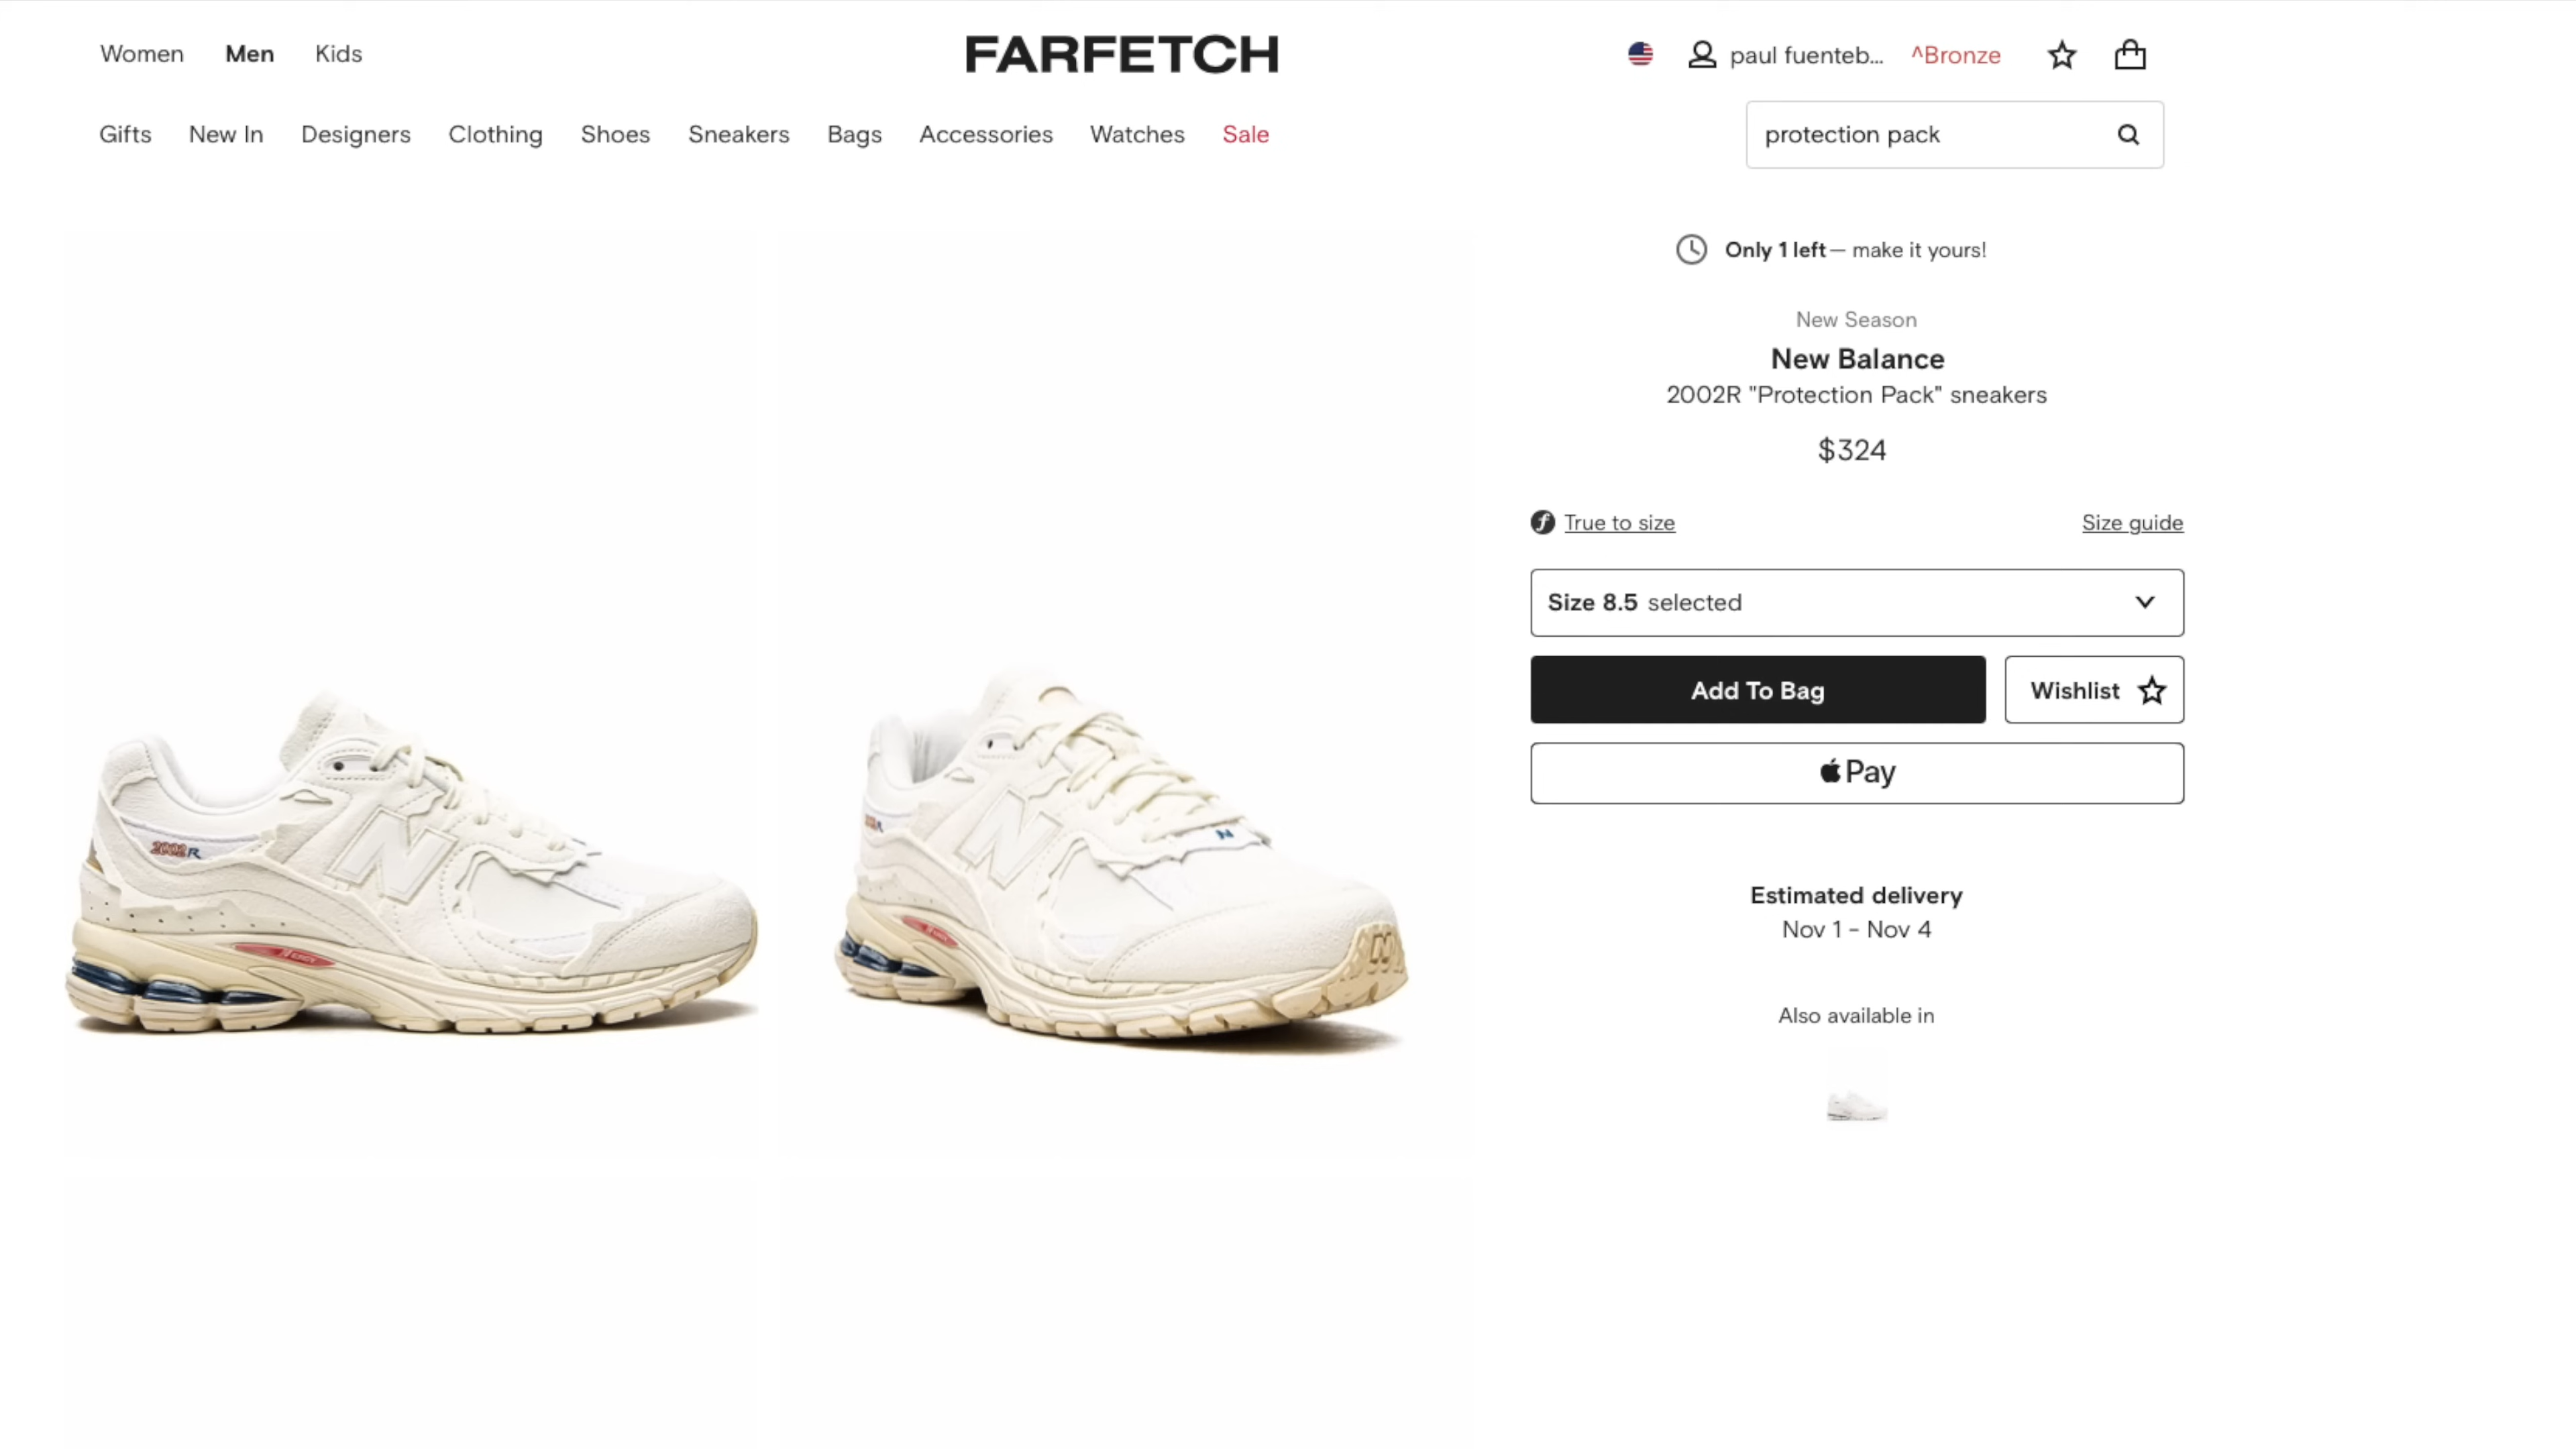 Women Men Kids
FARFETCH
paul fuenteb... ^Bronze
Gifts New In Designers Clothing Shoes Sneakers Bags Accessories Watches Sale
protection pack
Only 1 left — make it yours!
New Season
New Balance
2002R "Protection Pack" sneakers
$324
True to size Size guide
Size 8.5 selected
Add To Bag Wishlist
Pay
Estimated delivery
Nov 1 - Nov 4
Also available in
2002R
N
N
N